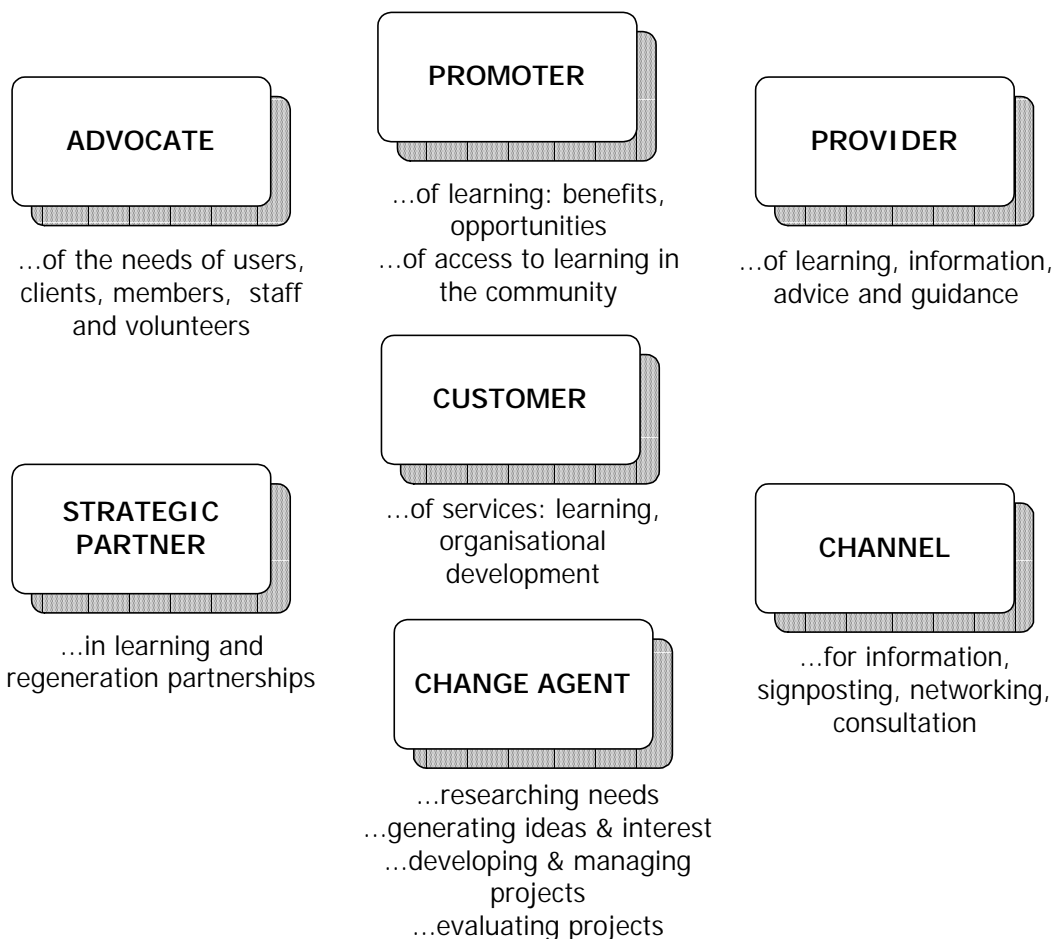 PROMOTER
…of learning: benefits,
opportunities
…of access to learning in
the community
ADVOCATE
…of the needs of users,
clients, members, staff
and volunteers
PROVIDER
…of learning, information,
advice and guidance
CUSTOMER
…of services: learning,
organisational
development
STRATEGIC
PARTNER
…in learning and
regeneration partnerships
CHANNEL
…for information,
signposting, networking,
consultation
CHANGE AGENT
…researching needs
…generating ideas & interest
…developing & managing
projects
…evaluating projects